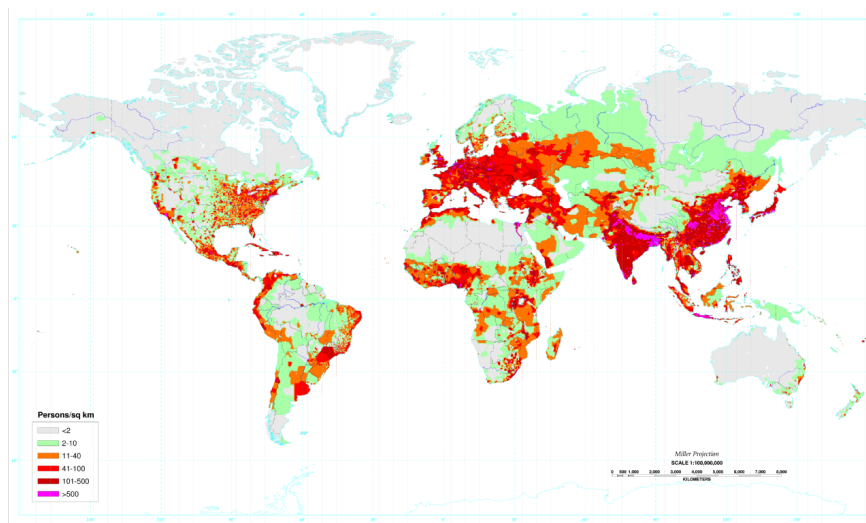 Persons/sq km
<2
2-10
11-40
41-100
101-500
>500
Miller Projection
SCALE 1:100,000,000
0 500 1,000 2,000 3,000 4,000 5,000 6,000 7,000 8,000
KILOMETERS